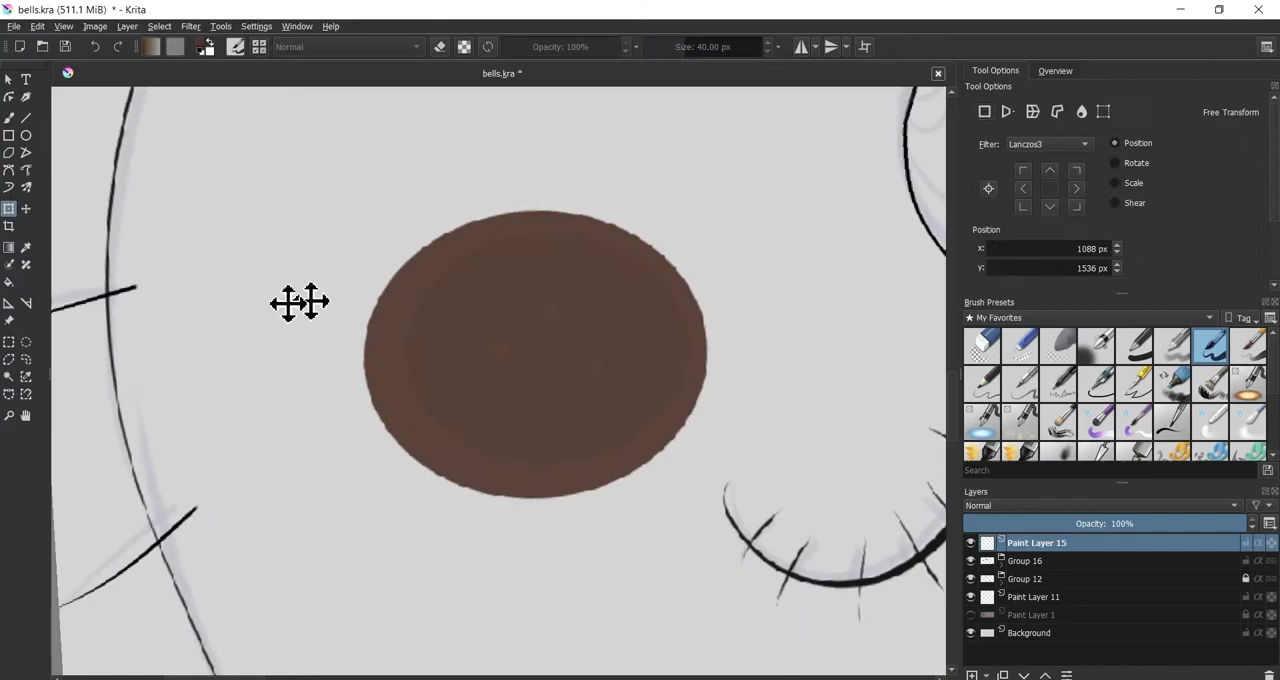 bells.kra (511.1 MiB) * - Krita
File Edit View Image Layer Select Filter Tools Settings Window Help
Normal Opacity: 100% Size: 40.00 px
bells.kra *
Tool Options Overview
Tool Options
Free Transform
Filter: Lanczos3 Position
Rotate
Scale
Shear
Position
x: 1088 px
y: 1536 px
Brush Presets
★ My Favorites Tag
Search
Layers
Normal
Opacity: 100%
Paint Layer 15
Group 16
Group 12
Paint Layer 11
Paint Layer 1
Background